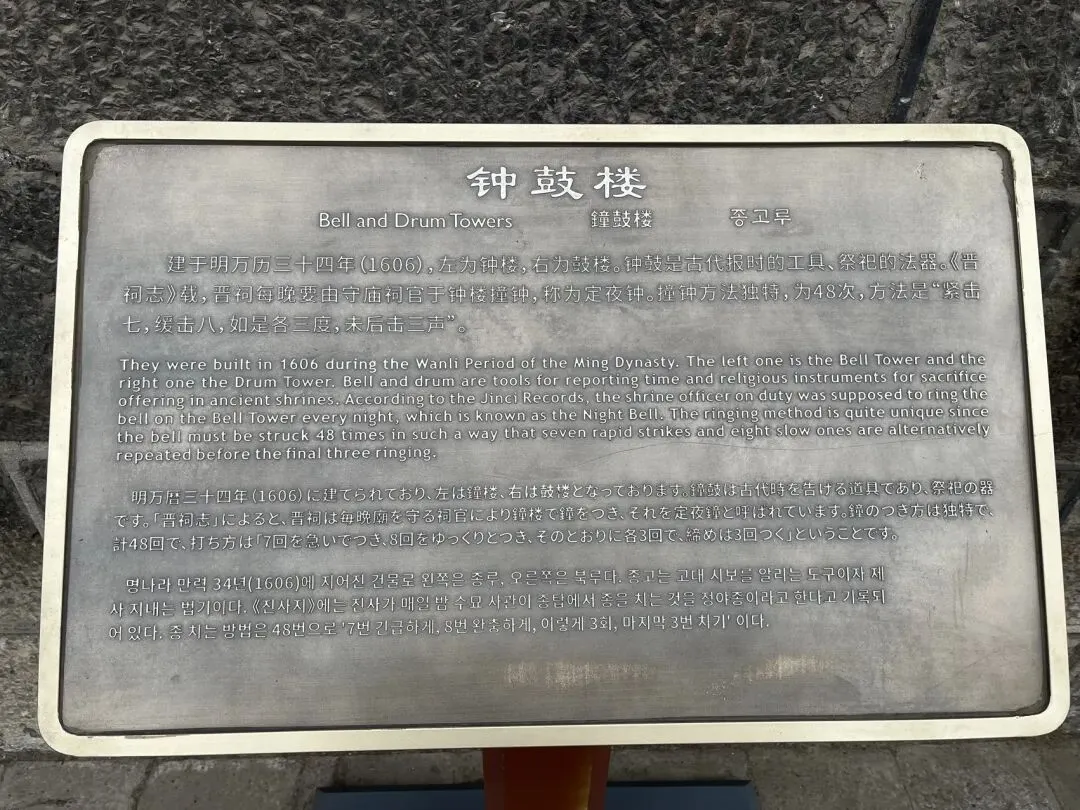 钟鼓楼
Bell and Drum Towers 鐘鼓楼 종고루
建于明万历三十四年(1606),左为钟楼,右为鼓楼。钟鼓是古代报时的工具、祭祀的法器。《晋
祠志》载,晋祠每晚要由守庙祠官于钟楼撞钟,称为定夜钟。撞钟方法独特,为48次,方法是“紧击
七,缓击八,如是各三度,末后击三声”。
They were built in 1606 during the Wanli Period of the Ming Dynasty. The left one is the Bell Tower and the
right one the Drum Tower. Bell and drum are tools for reporting time and religious instruments for sacrifice
offering in ancient shrines. According to the Jinci Records, the shrine officer on duty was supposed to ring the
bell on the Bell Tower every night, which is known as the Night Bell. The ringing method is quite unique since
the bell must be struck 48 times in such a way that seven rapid strikes and eight slow ones are alternatively
repeated before the final three ringing.
明万暦三十四年(1606)に建てられており、左は鐘楼、右は鼓楼となっております。鐘鼓は古代時を告ける道具であり、祭祀の器
です。「晋祠志」によると、晋祠は毎晩廟を守る祠官により鐘楼で鐘をつき、それを定夜鐘と呼ばれています。鐘のつき方は独特で、
計48回で、打ち方は「7回を急いでつき、8回をゆっくりとつき、そのとおりに各3回で、締めは3回つく」ということです。
명나라 만력 34년(1606)에 지어진 건물로 왼쪽은 종루, 오른쪽은 북루다. 종고는 고대 시보를 알리는 도구이자 제
사 지내는 법기이다. 《진사지》에는 진사가 매일 밤 수묘 사관이 종탑에서 종을 치는 것을 정야종이라고 한다고 기록되
어 있다. 종 치는 방법은 48번으로 '7번 긴급하게, 8번 완충하게, 이렇게 3회, 마지막 3번 치기' 이다.